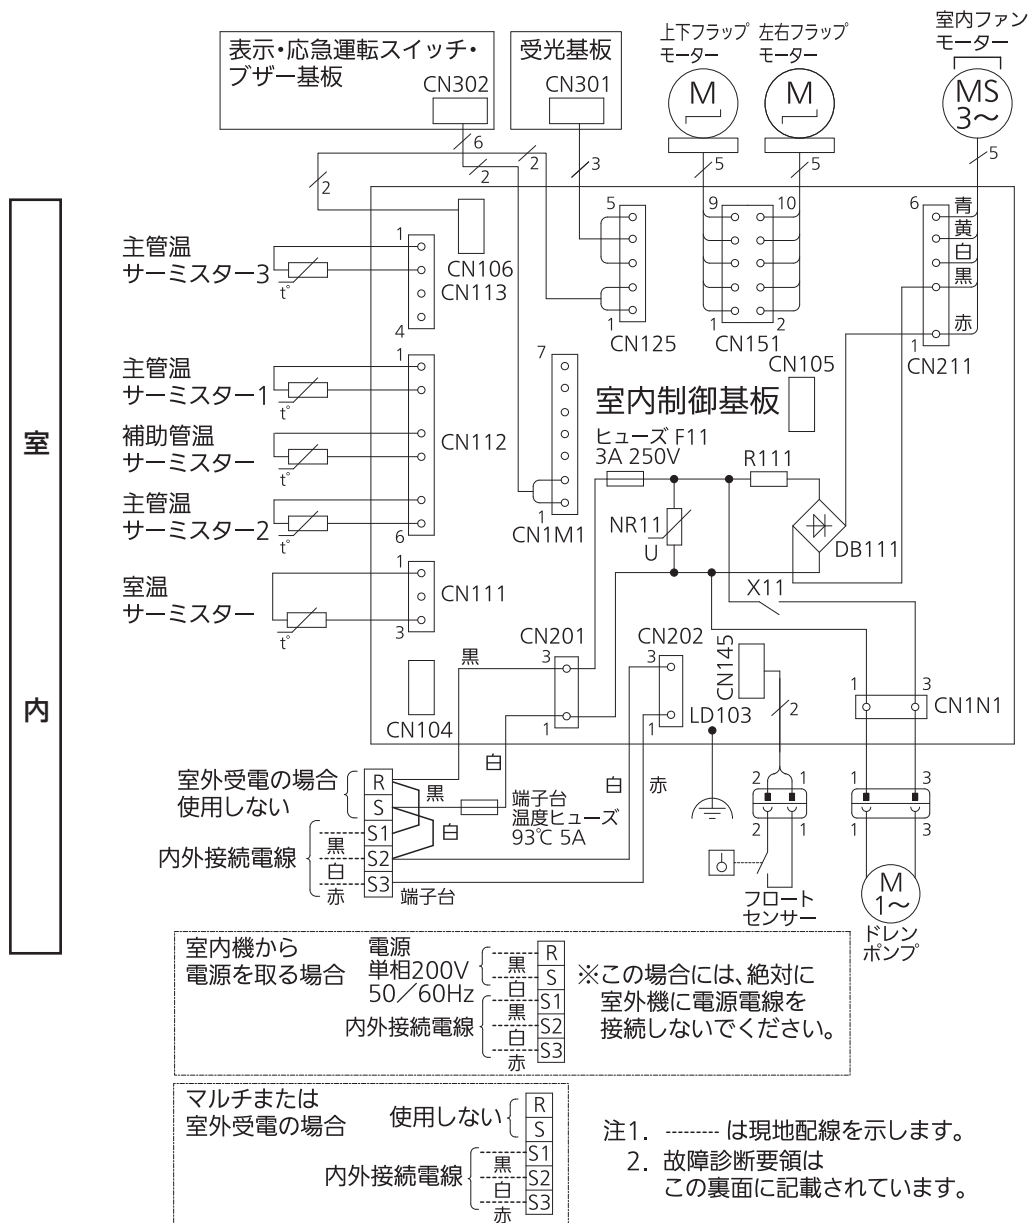 室内ファン
モーター
上下フラップ
モーター
左右フラップ
モーター
表示・応急運転スイッチ・
ブザー基板
CN302
受光基板
CN301
M
M
MS
3～
6
2
2
3
5
5
5
2
室
内
主管温
サーミスター3
t°
1
4
CN106
CN113
5
1
CN125
9
10
1
2
CN151
6
青
黄
白
黒
赤
1
CN211
主管温
サーミスター1
t°
補助管温
サーミスター
t°
主管温
サーミスター2
t°
1
CN112
6
7
1
CN1M1
CN105
室内制御基板
ヒューズ F11
3A 250V
R111
NR11
U
DB111
X11
室温
サーミスター
t°
1
CN111
3
CN104
CN201
3
1
黒
CN202
3
1
CN145
2
LD103
1
3
CN1N1
白
白
赤
室外受電の場合
使用しない
R
S
S1
S2
S3
黒
白
端子台
温度ヒューズ
93℃ 5A
内外接続電線
黒
白
赤
端子台
2
1
2
1
フロート
センサー
1
3
1
3
M
1～
ドレン
ポンプ
室内機から
電源を取る場合
電源
単相200V
50／60Hz
黒
白
内外接続電線
黒
白
赤
R
S
S1
S2
S3
※この場合には、絶対に
室外機に電源電線を
接続しないでください。
マルチまたは
室外受電の場合
使用しない
内外接続電線
黒
白
赤
R
S
S1
S2
S3
注1. --------- は現地配線を示します。
2. 故障診断要領は
この裏面に記載されています。